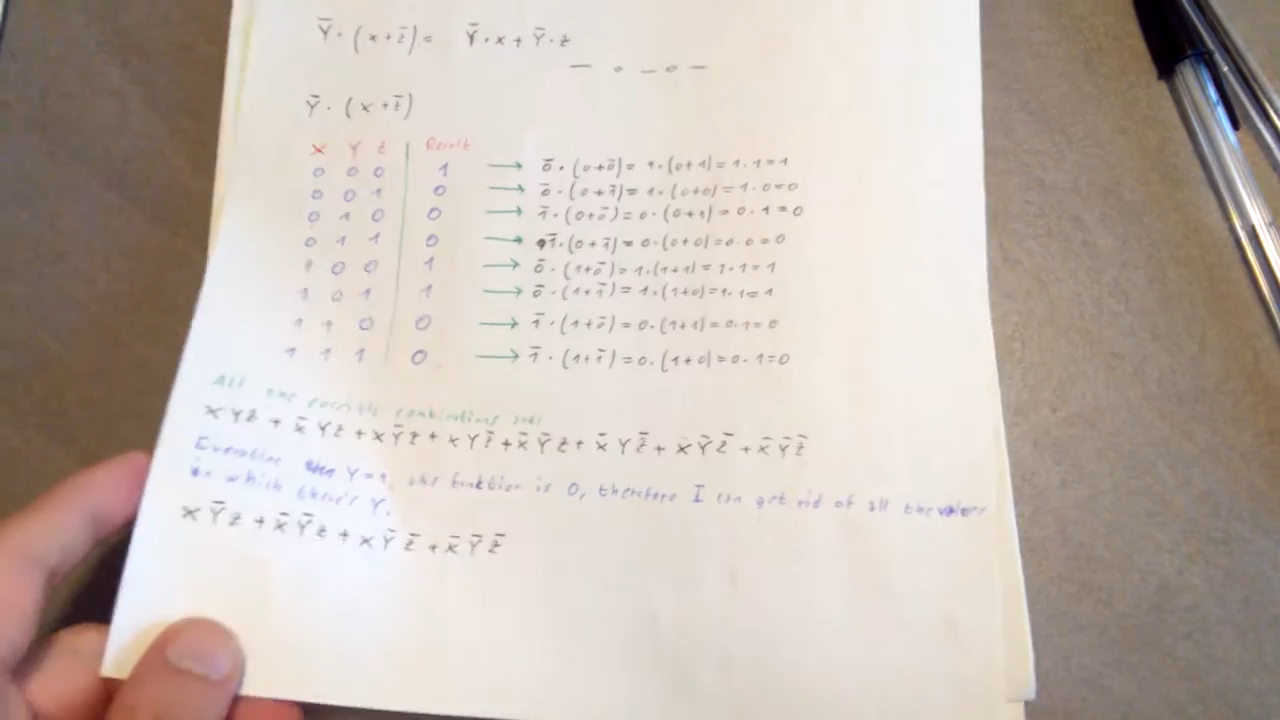 Ȳ · (x+z̄) = Ȳ·x + Ȳ·z
— o — o —
Ȳ · (x+z̄)
X Y Z Result
0 0 0 1 → 0̄·(0+0̄)=1·(0+1)=1·1=1
0 0 1 0 → 0̄·(0+1̄)=1·(0+0)=1·0=0
0 1 0 0 → 1̄·(0+0̄)=0·(0+1)=0·1=0
0 1 1 0 → 1̄·(0+1̄)=0·(0+0)=0·0=0
1 0 0 1 → 0̄·(1+0̄)=1·(1+1)=1·1=1
1 0 1 1 → 0̄·(1+1̄)=1·(1+0)=1·1=1
1 1 0 0 → 1̄·(1+0̄)=0·(1+1)=0·1=0
1 1 1 0 → 1̄·(1+1̄)=0·(1+0)=0·1=0
All the possible combinations
XYZ + X̄YZ + XȲZ + XYZ̄ + X̄ȲZ + X̄YZ̄ + XȲZ̄ + X̄ȲZ̄
Everytime Y=1, the funktion is 0, therefore I can get rid of all the values
in which there's Y.
XȲZ + X̄ȲZ + XȲZ̄ + X̄ȲZ̄